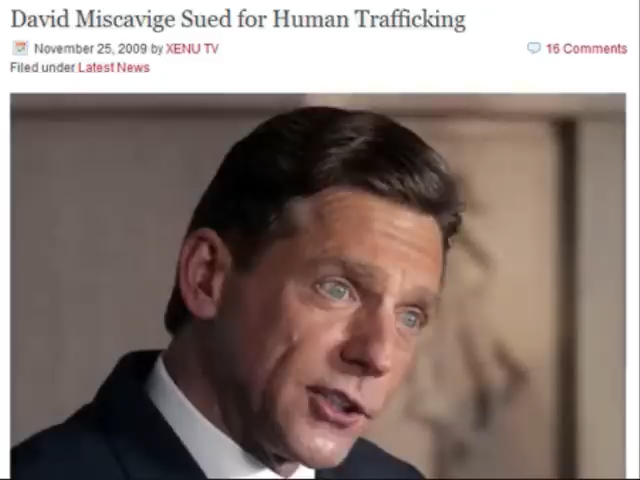 David Miscavige Sued for Human Trafficking
November 25, 2009 by XENU TV
16 Comments
Filed under Latest News